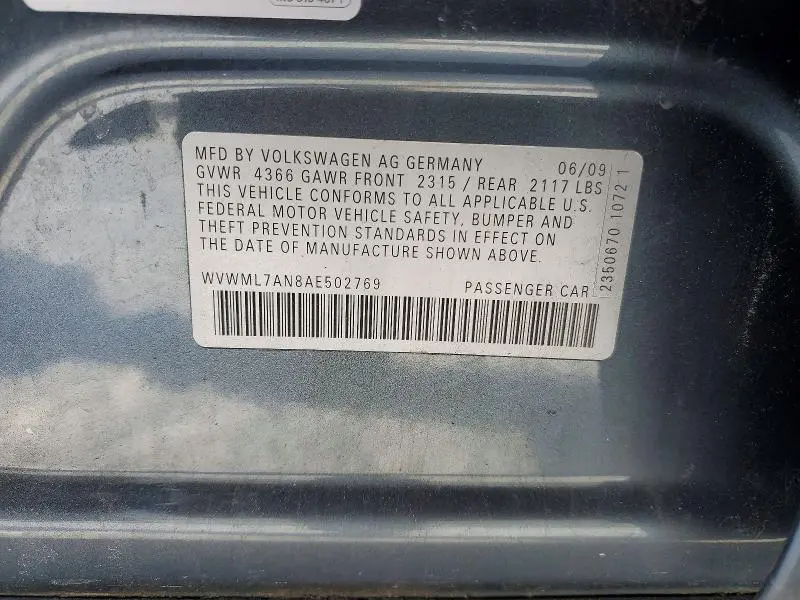 MFD BY VOLKSWAGEN AG GERMANY 06/09
GVWR 4366 GAWR FRONT 2315 / REAR 2117 LBS
THIS VEHICLE CONFORMS TO ALL APPLICABLE U.S.
FEDERAL MOTOR VEHICLE SAFETY, BUMPER AND
THEFT PREVENTION STANDARDS IN EFFECT ON
THE DATE OF MANUFACTURE SHOWN ABOVE.
WVWML7AN8AE502769 PASSENGER CAR
2350670 1072 1